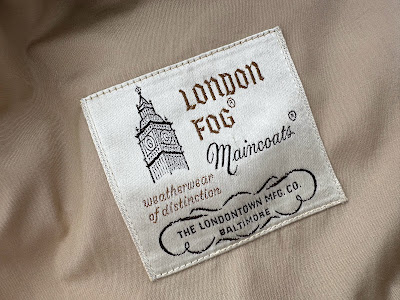 LONDON
FOG®
Maincoats®
weatherwear
of distinction
THE LONDONTOWN MFG. CO.
BALTIMORE